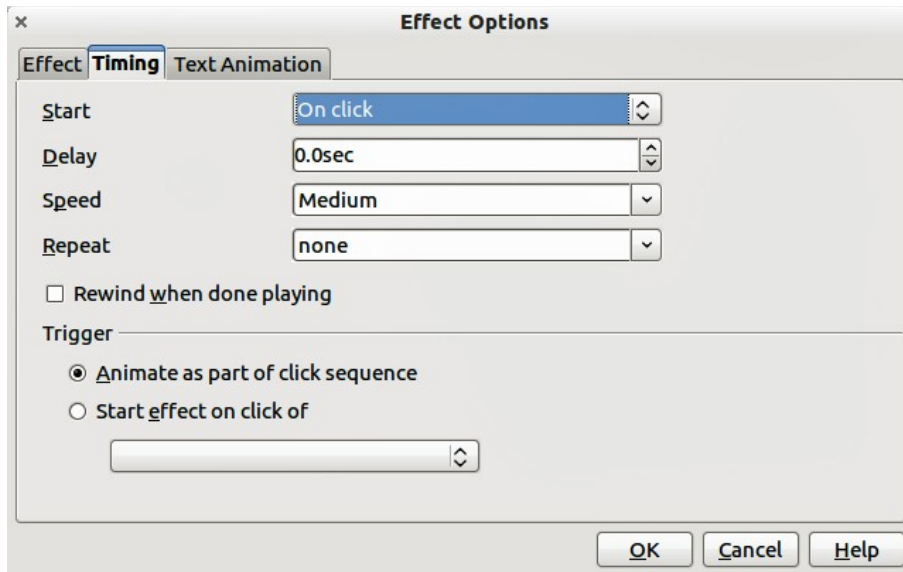 × Effect Options
Effect Timing Text Animation
Start On click
Delay 0.0sec
Speed Medium
Repeat none
Rewind when done playing
Trigger
Animate as part of click sequence
Start effect on click of
OK Cancel Help